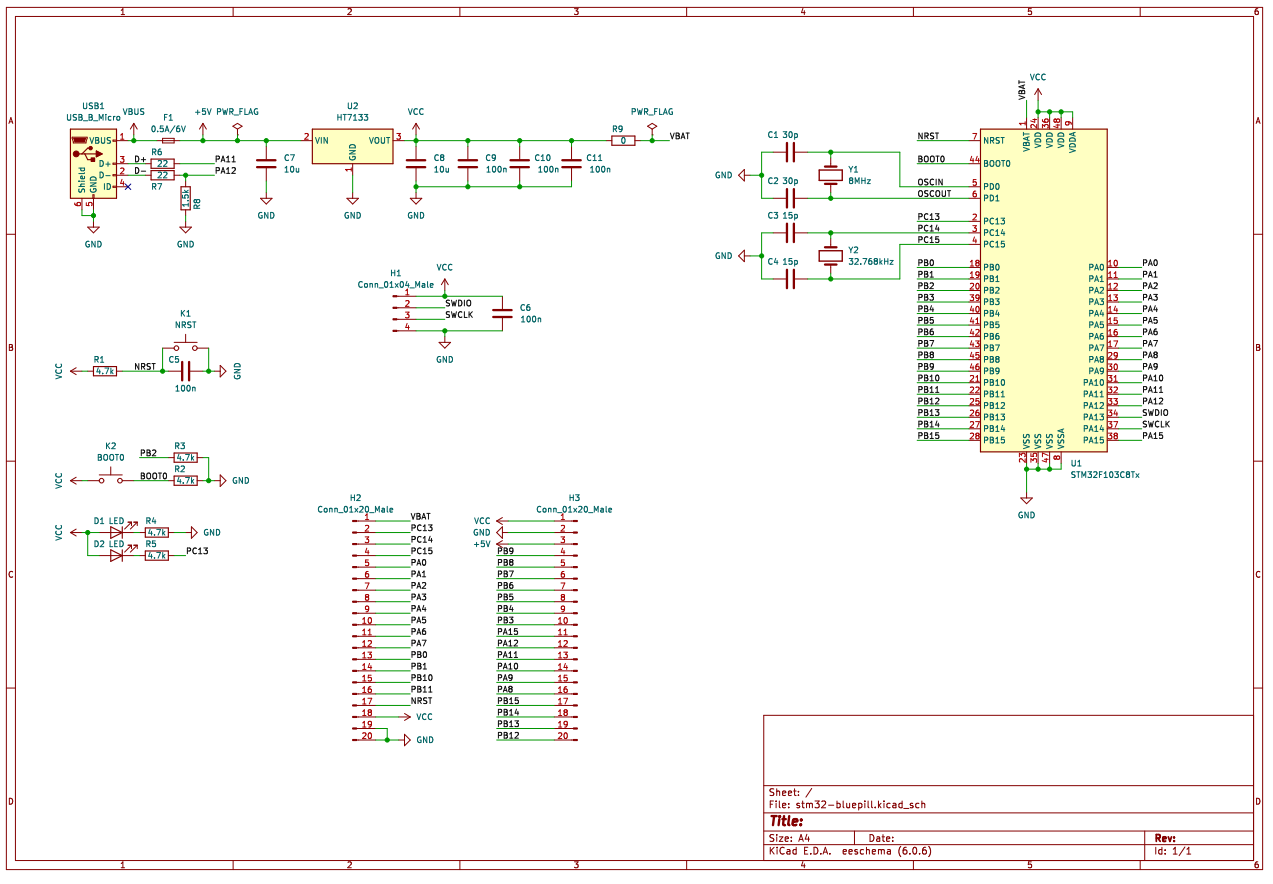 1 2 3 4 5 6
A A
B B
C C
D D
1 2 3 4 5 6
USB1
USB_B_Micro
VBUS 1
D+ 3
D- 2
ID 4
Shield
GND
6 5
GND
VBUS
F1
0.5A/6V
+5V
PWR_FLAG
D+
R6
22
PA11
D-
22
R7
PA12
1.5k
R8
GND
C7
10u
GND
U2
HT7133
2 VIN
VOUT 3
GND
1
GND
VCC
C8
10u
C9
100n
C10
100n
C11
100n
GND
R9
0
PWR_FLAG
VBAT
H1
Conn_01x04_Male
VCC
1
2 SWDIO
3 SWCLK
4
C6
100n
GND
K1
NRST
R1
VCC
4.7k
NRST
C5
100n
GND
K2
BOOT0
PB2
R3
4.7k
VCC
BOOT0
R2
4.7k
GND
D1 LED
R4
VCC
4.7k
GND
D2 LED
R5
4.7k
PC13
H2
Conn_01x20_Male
1 VBAT
2 PC13
3 PC14
4 PC15
5 PA0
6 PA1
7 PA2
8 PA3
9 PA4
10 PA5
11 PA6
12 PA7
13 PB0
14 PB1
15 PB10
16 PB11
17 NRST
18 VCC
19
20 GND
H3
Conn_01x20_Male
VCC 1
GND 2
+5V 3
PB9 4
PB8 5
PB7 6
PB6 7
PB5 8
PB4 9
PB3 10
PA15 11
PA12 12
PA11 13
PA10 14
PA9 15
PA8 16
PB15 17
PB14 18
PB13 19
PB12 20
C1 30p
GND
C2 30p
Y1
8MHz
C3 15p
GND
C4 15p
Y2
32.768kHz
VCC
VBAT
1 24 36 48 9
VBAT VDD VDD VDD VDDA
NRST 7 NRST
BOOT0 44 BOOT0
OSCIN 5 PD0
OSCOUT 6 PD1
PC13 2 PC13
PC14 3 PC14
PC15 4 PC15
PB0 18 PB0 PA0 10 PA0
PB1 19 PB1 PA1 11 PA1
PB2 20 PB2 PA2 12 PA2
PB3 39 PB3 PA3 13 PA3
PB4 40 PB4 PA4 14 PA4
PB5 41 PB5 PA5 15 PA5
PB6 42 PB6 PA6 16 PA6
PB7 43 PB7 PA7 17 PA7
PB8 45 PB8 PA8 29 PA8
PB9 46 PB9 PA9 30 PA9
PB10 21 PB10 PA10 31 PA10
PB11 22 PB11 PA11 32 PA11
PB12 25 PB12 PA12 33 PA12
PB13 26 PB13 PA13 34 SWDIO
PB14 27 PB14 PA14 37 SWCLK
PB15 28 PB15 PA15 38 PA15
VSS VSS VSS VSSA
23 35 47 8
U1
STM32F103C8Tx
GND
Sheet: /
File: stm32-bluepill.kicad_sch
Title:
Size: A4 Date: Rev:
KiCad E.D.A. eeschema (6.0.6) Id: 1/1